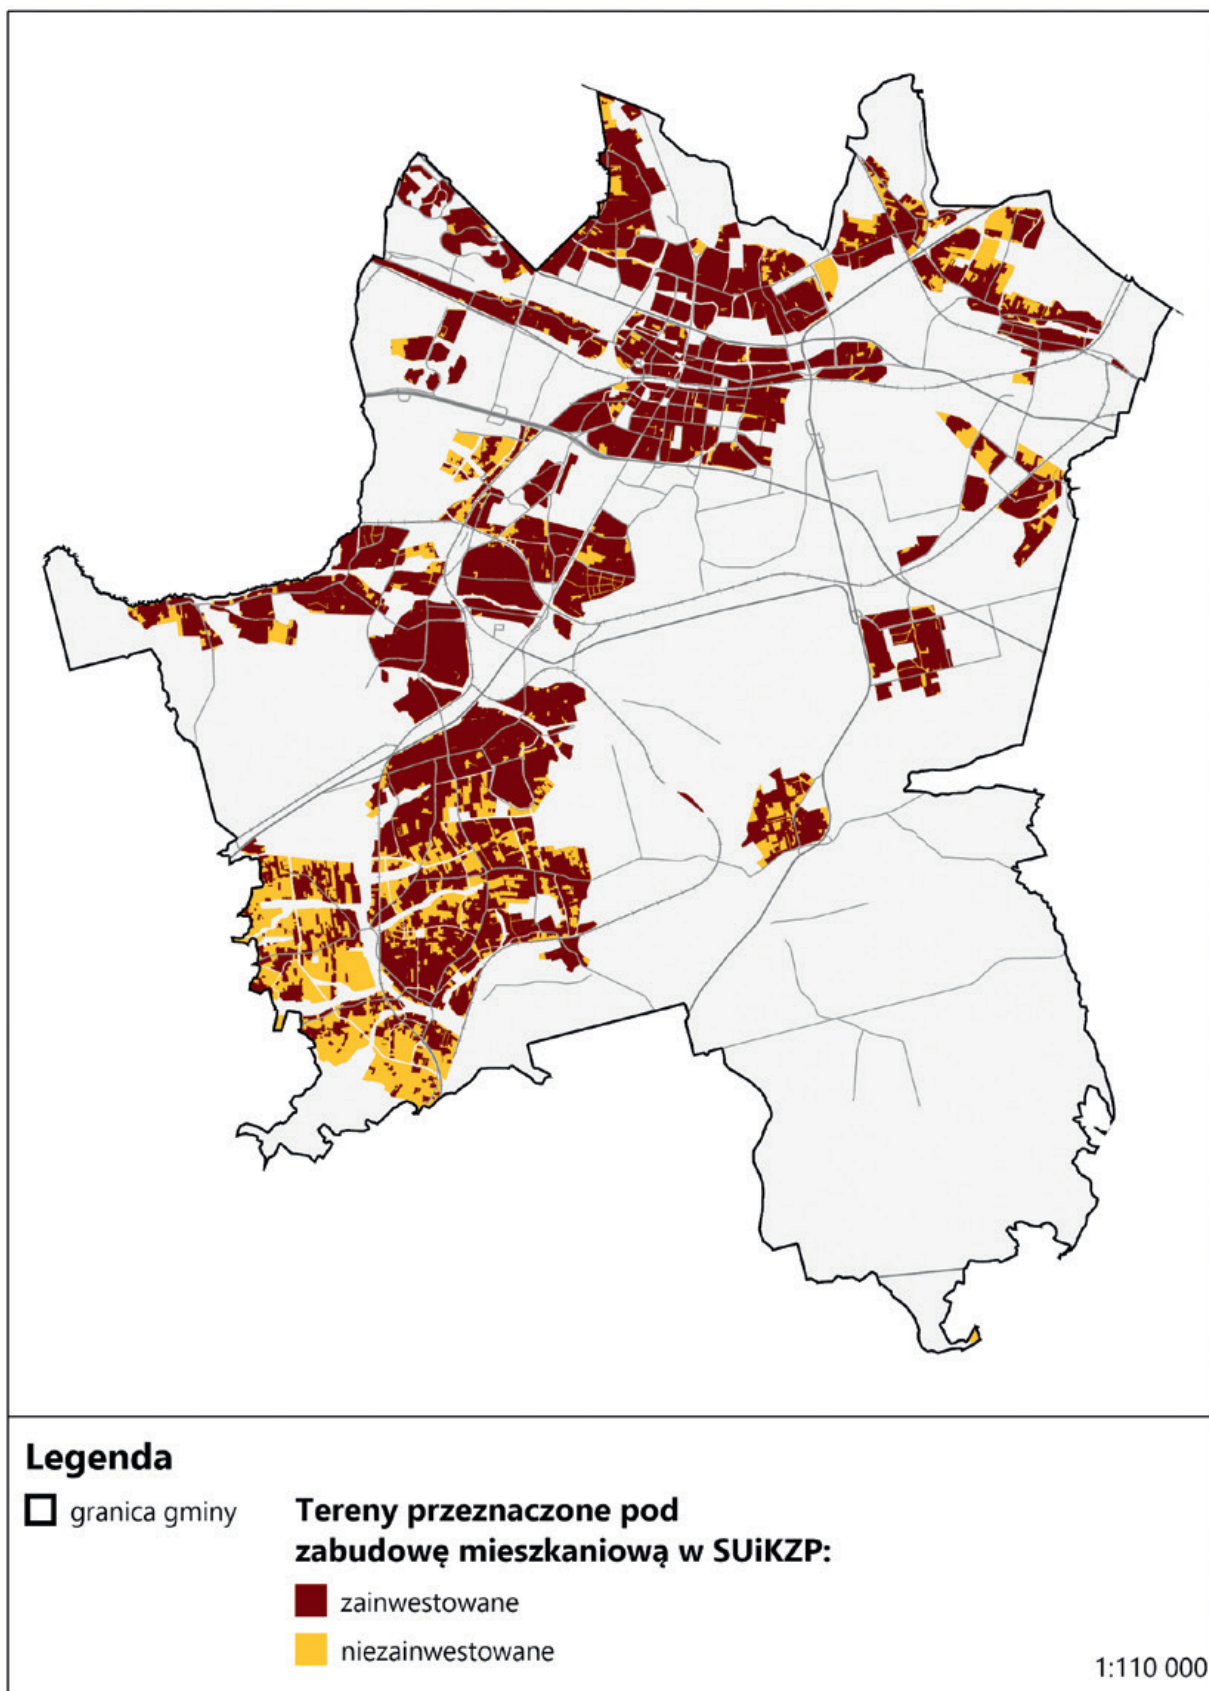 Legenda
granica gminy
Tereny przeznaczone pod
zabudowę mieszkaniową w SUiKZP:
zainwestowane
niezainwestowane
1:110 000